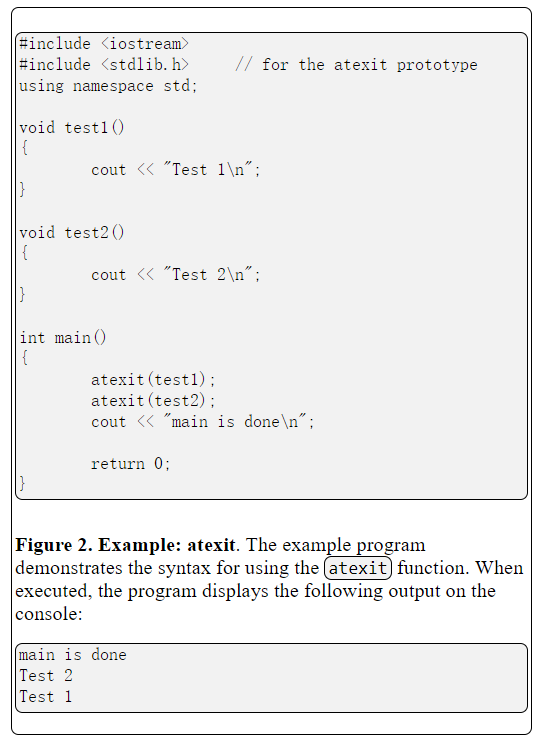 #include <iostream>
#include <stdlib.h>     // for the atexit prototype
using namespace std;

void test1()
{
        cout << "Test 1\n";
}

void test2()
{
        cout << "Test 2\n";
}

int main()
{
        atexit(test1);
        atexit(test2);
        cout << "main is done\n";

        return 0;
}

Figure 2. Example: atexit. The example program
demonstrates the syntax for using the atexit function. When
executed, the program displays the following output on the
console:

main is done
Test 2
Test 1